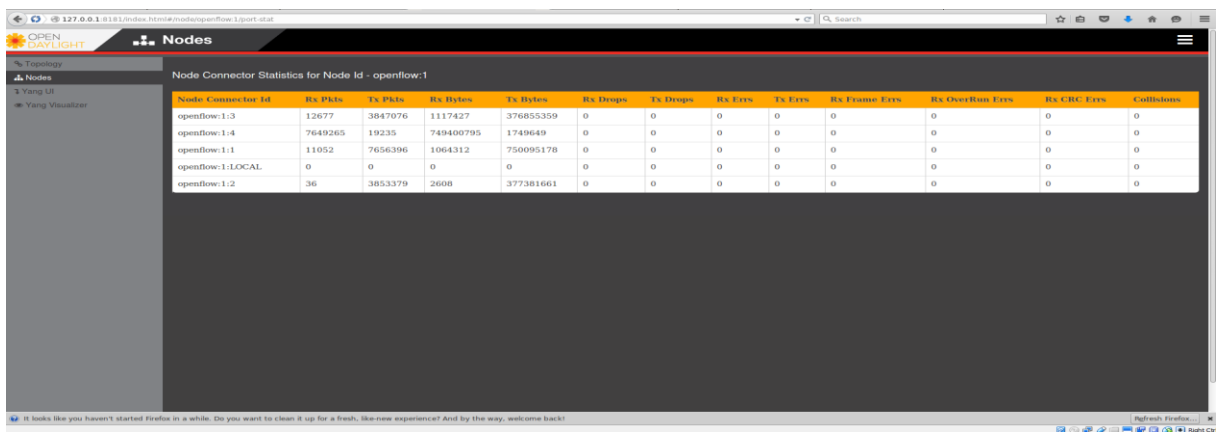 127.0.0.1:8181/index.html#/node/openflow:1/port-stat
Search
OPEN
DAYLIGHT
Nodes
Topology
Nodes
Yang UI
Yang Visualizer
Node Connector Statistics for Node Id - openflow:1
Node Connector Id Rx Pkts Tx Pkts Rx Bytes Tx Bytes Rx Drops Tx Drops Rx Errs Tx Errs Rx Frame Errs Rx OverRun Errs Rx CRC Errs Collisions
openflow:1:3 12677 3847076 1117427 376855359 0 0 0 0 0 0 0 0
openflow:1:4 7649265 19235 749400795 1749649 0 0 0 0 0 0 0 0
openflow:1:1 11052 7656396 1064312 750095178 0 0 0 0 0 0 0 0
openflow:1:LOCAL 0 0 0 0 0 0 0 0 0 0 0 0
openflow:1:2 36 3853379 2608 377381661 0 0 0 0 0 0 0 0
It looks like you haven't started Firefox in a while. Do you want to clean it up for a fresh, like-new experience? And by the way, welcome back!
Refresh Firefox...
Right Ctr